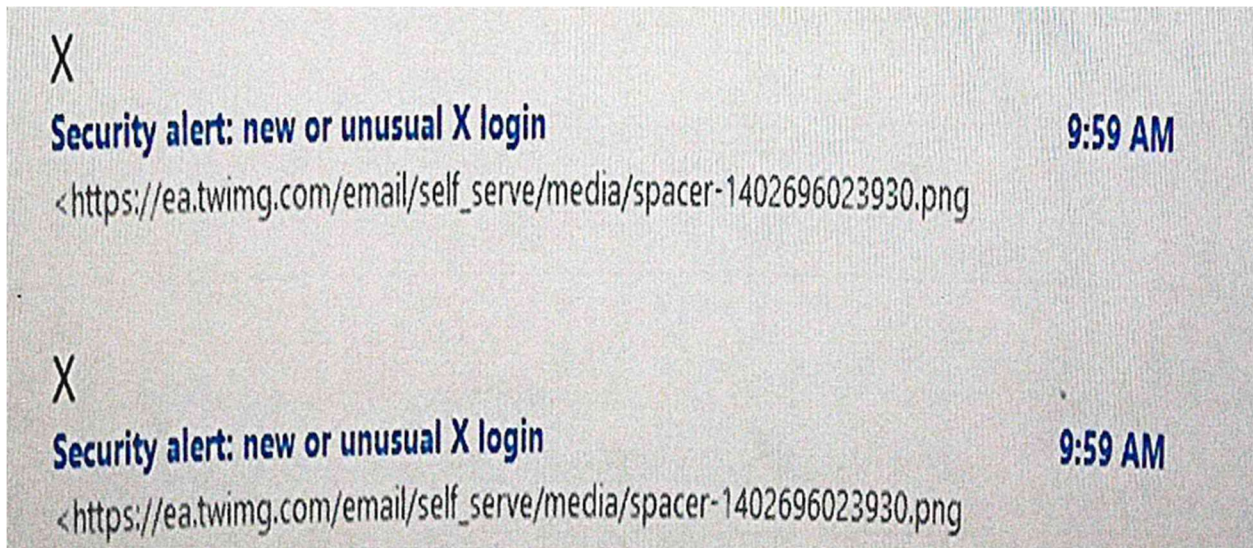 X
Security alert: new or unusual X login 9:59 AM
<https://ea.twimg.com/email/self_serve/media/spacer-1402696023930.png
X
Security alert: new or unusual X login 9:59 AM
<https://ea.twimg.com/email/self_serve/media/spacer-1402696023930.png